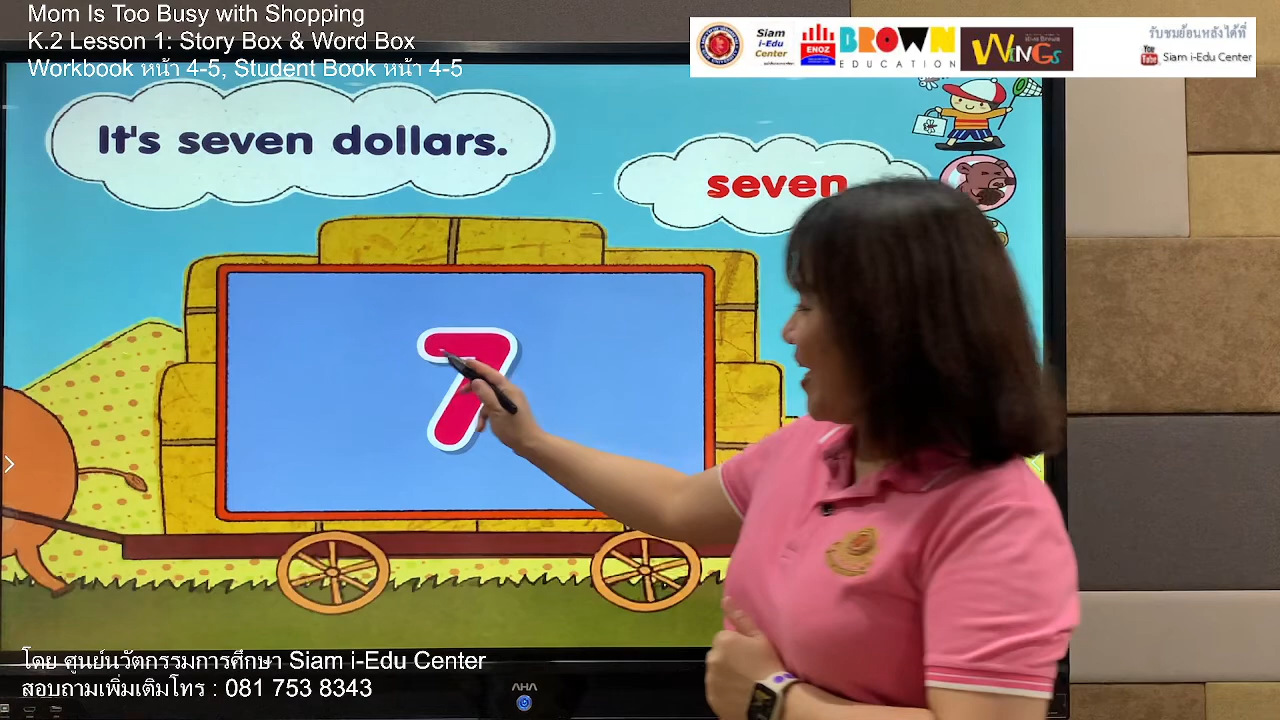 Mom Is Too Busy with Shopping
K.2 Lesson 1: Story Box & Word Box
Workbook หน้า 4-5, Student Book หน้า 4-5
Siam
i-Edu
Center
ENOZ
BROWN
EDUCATION
WINGS
รับชมย้อนหลังได้ที่
You Tube Siam i-Edu Center
It's seven dollars.
seven
7
โดย ศูนย์นวัตกรรมการศึกษา Siam i-Edu Center
สอบถามเพิ่มเติมโทร : 081 753 8343
AHA